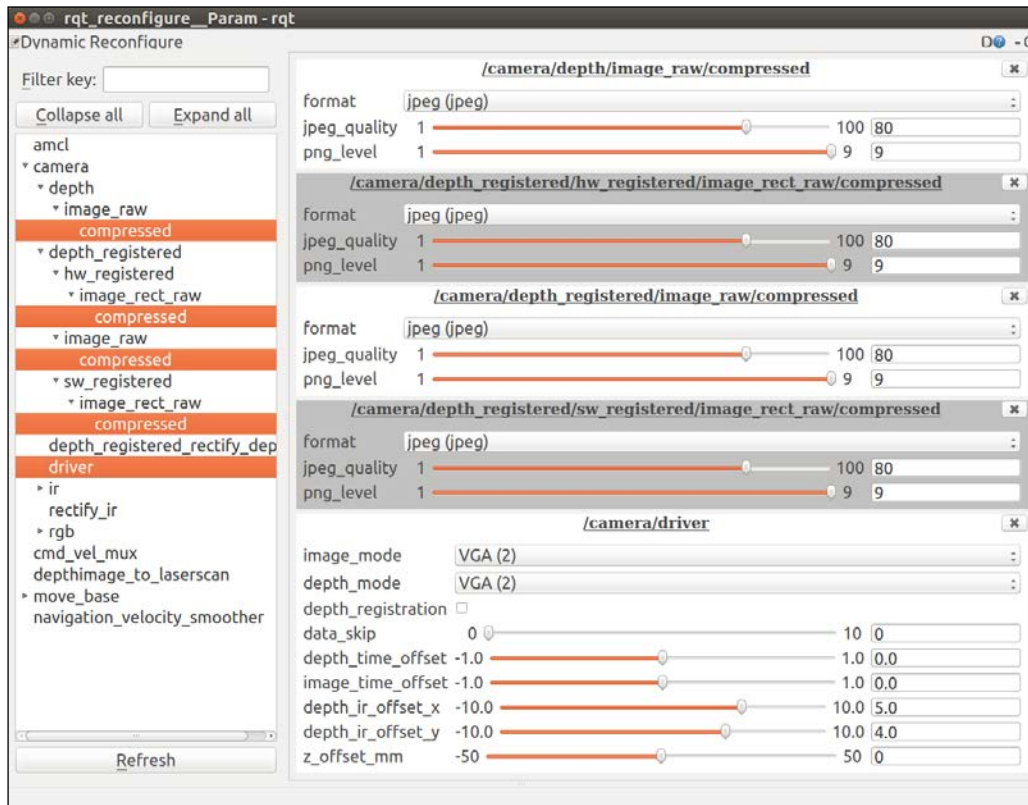 rqt_reconfigure__Param - rqt
Dynamic Reconfigure
D -
Filter key:
Collapse all Expand all
amcl
camera
depth
image_raw
compressed
depth_registered
hw_registered
image_rect_raw
compressed
image_raw
compressed
sw_registered
image_rect_raw
compressed
depth_registered_rectify_dep
driver
ir
rectify_ir
rgb
cmd_vel_mux
depthimage_to_laserscan
move_base
navigation_velocity_smoother
Refresh
/camera/depth/image_raw/compressed
format jpeg (jpeg)
jpeg_quality 1 100 80
png_level 1 9 9
/camera/depth_registered/hw_registered/image_rect_raw/compressed
format jpeg (jpeg)
jpeg_quality 1 100 80
png_level 1 9 9
/camera/depth_registered/image_raw/compressed
format jpeg (jpeg)
jpeg_quality 1 100 80
png_level 1 9 9
/camera/depth_registered/sw_registered/image_rect_raw/compressed
format jpeg (jpeg)
jpeg_quality 1 100 80
png_level 1 9 9
/camera/driver
image_mode VGA (2)
depth_mode VGA (2)
depth_registration
data_skip 0 10 0
depth_time_offset -1.0 1.0 0.0
image_time_offset -1.0 1.0 0.0
depth_ir_offset_x -10.0 10.0 5.0
depth_ir_offset_y -10.0 10.0 4.0
z_offset_mm -50 50 0